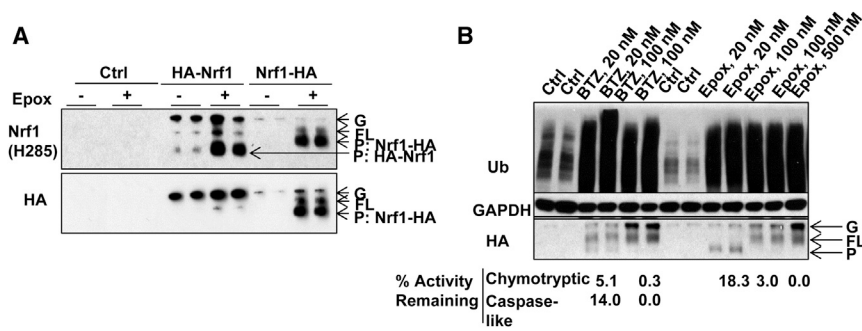 A
Ctrl HA-Nrf1 Nrf1-HA
Epox - + - + - +
Nrf1
(H285)
G
FL
P: Nrf1-HA
P: HA-Nrf1
HA
G
FL
P: Nrf1-HA
B
Ctrl
Ctrl
BTZ, 20 nM
BTZ, 20 nM
BTZ, 100 nM
BTZ, 100 nM
Ctrl
Ctrl
Epox, 20 nM
Epox, 20 nM
Epox, 100 nM
Epox, 100 nM
Epox, 500 nM
Ub
GAPDH
HA
G
FL
P
% Activity
Remaining
Chymotryptic 5.1 0.3 18.3 3.0 0.0
Caspase- 14.0 0.0
like